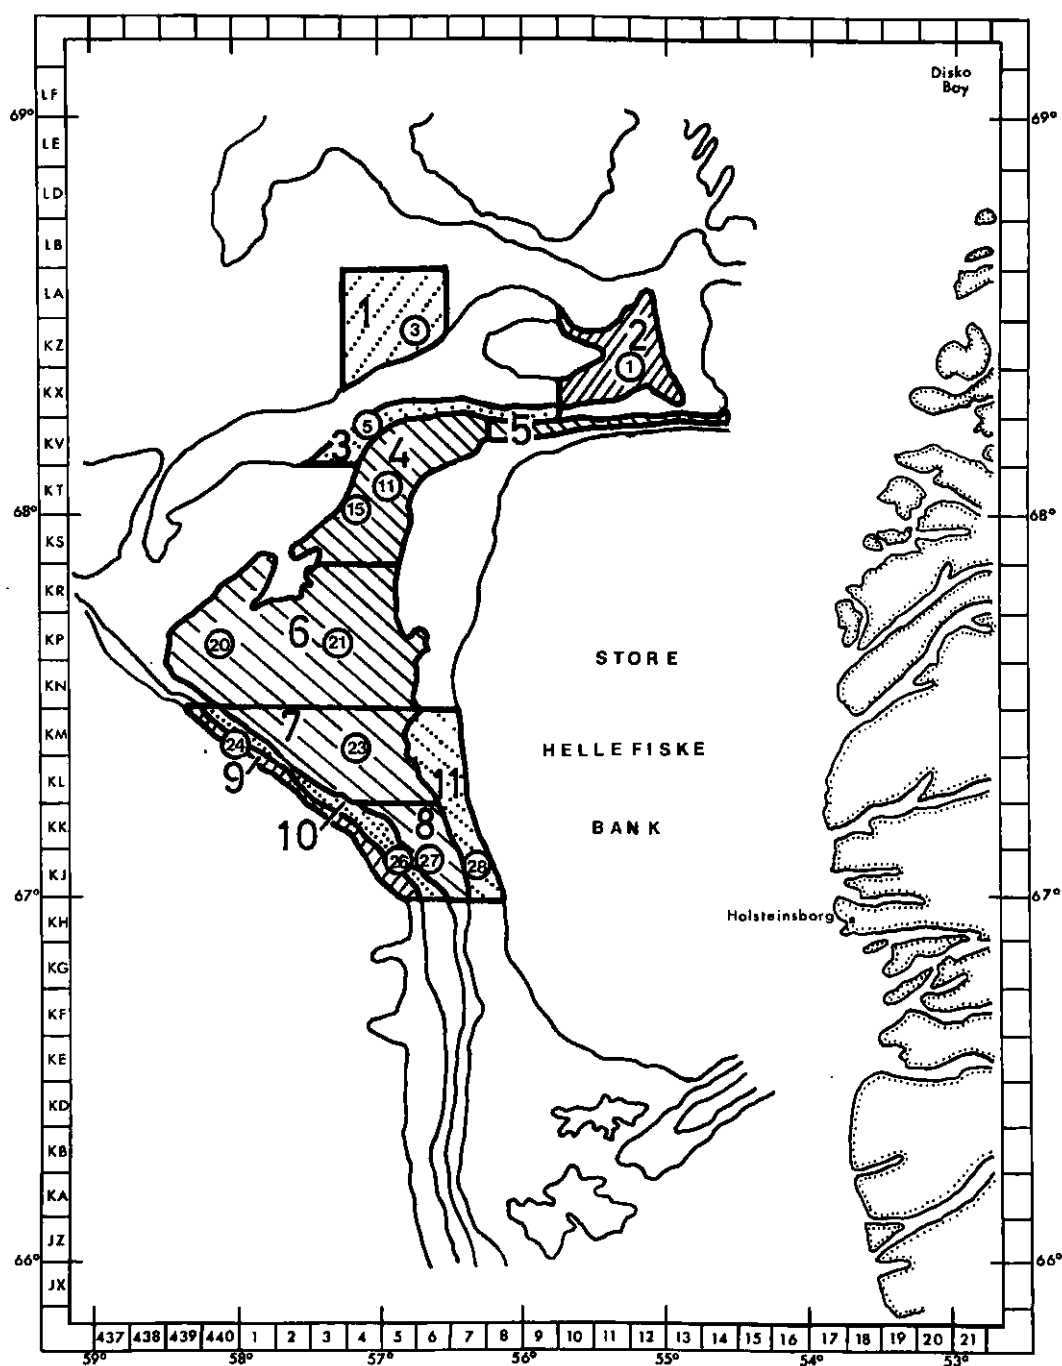 Disko
Bay
LF
69°
69°
LE
LD
LB
LA
1
3
2
KZ
1
KX
5
5
KV
3
4
KT
11
15
68°
68°
KS
KR
6
KP
20
21
STORE
KN
KM
7
24
23
HELLEFISKE
9
KL
11
10
8
KK
BANK
26
27
28
KJ
67°
67°
Holsteinsborg
KH
KG
KF
KE
KD
KB
KA
JZ
66°
66°
JX
437 438 439 440 1 2 3 4 5 6 7 8 9 10 11 12 13 14 15 16 17 18 19 20 21
59° 58° 57° 56° 55° 54° 53°